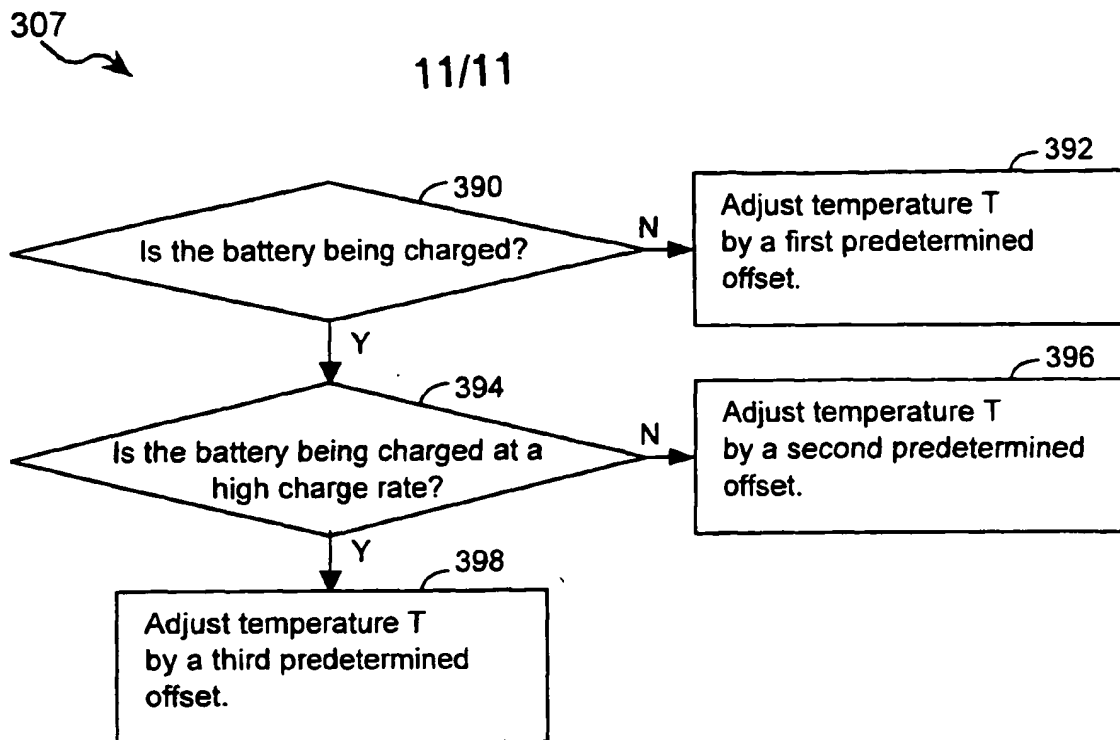 307
11/11
390
Is the battery being charged?
N
392
Adjust temperature T
by a first predetermined
offset.
Y
394
Is the battery being charged at a
high charge rate?
N
396
Adjust temperature T
by a second predetermined
offset.
Y
398
Adjust temperature T
by a third predetermined
offset.